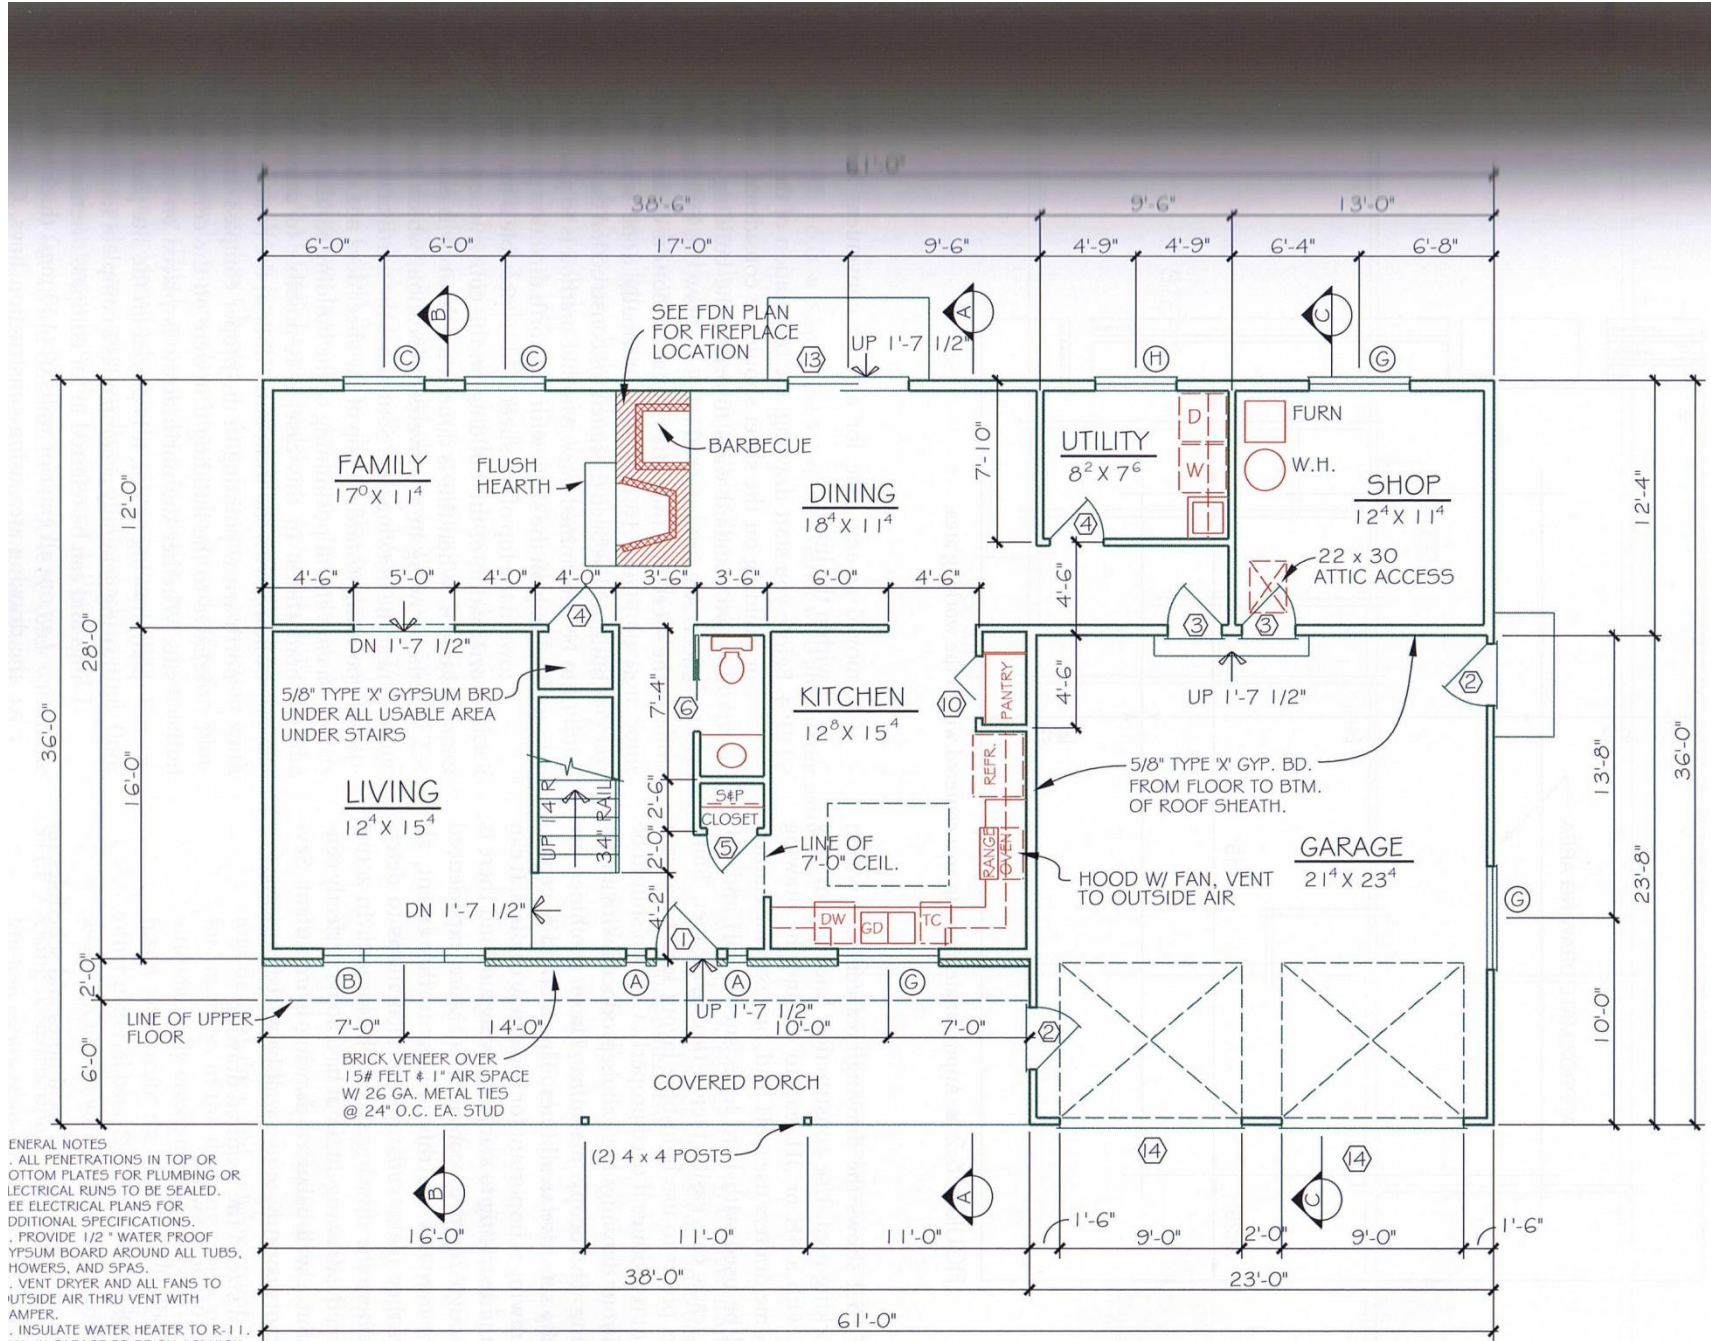 61'-0"
38'-6" 9'-6" 13'-0"
6'-0" 6'-0" 17'-0" 9'-6" 4'-9" 4'-9" 6'-4" 6'-8"
B
A
C
SEE FDN PLAN
FOR FIREPLACE
LOCATION
13
UP 1'-7 1/2"
C C H G
FAMILY
17⁰ X 11⁴
FLUSH
HEARTH
BARBECUE
DINING
18⁴ X 11⁴
7'-10"
UTILITY
8² X 7⁶
D
W
4
FURN
W.H.
SHOP
12⁴ X 11⁴
22 x 30
ATTIC ACCESS
12'-0"
28'-0"
36'-0"
16'-0"
2'-0"
6'-0"
12'-4"
36'-0"
13'-8"
23'-8"
10'-0"
4'-6" 5'-0" 4'-0" 4'-0" 3'-6" 3'-6" 6'-0" 4'-6"
4'-6"
4'-6"
4
3
3
DN 1'-7 1/2"
5/8" TYPE 'X' GYPSUM BRD
UNDER ALL USABLE AREA
UNDER STAIRS
7'-4"
6
KITCHEN
12⁸ X 15⁴
10
PANTRY
UP 1'-7 1/2"
2
LIVING
12⁴ X 15⁴
UP 14 R
34" RAIL
2'-6"
2'-0"
4'-2"
S&P
CLOSET
5
LINE OF
7'-0" CEIL.
REFR.
RANGE
OVEN
5/8" TYPE 'X' GYP. BD.
FROM FLOOR TO BTM.
OF ROOF SHEATH.
GARAGE
21⁴ X 23⁴
HOOD W/ FAN, VENT
TO OUTSIDE AIR
G
DN 1'-7 1/2"
1
DW GD TC
B A A G
UP 1'-7 1/2"
LINE OF UPPER
FLOOR
7'-0" 14'-0" 10'-0" 7'-0"
2
BRICK VENEER OVER
15# FELT & 1" AIR SPACE
W/ 26 GA. METAL TIES
@ 24" O.C. EA. STUD
COVERED PORCH
(2) 4 x 4 POSTS
14 14
B
A
C
16'-0" 11'-0" 11'-0" 1'-6" 9'-0" 2'-0" 9'-0" 1'-6"
38'-0" 23'-0"
61'-0"
ENERAL NOTES
. ALL PENETRATIONS IN TOP OR
OTTOM PLATES FOR PLUMBING OR
LECTRICAL RUNS TO BE SEALED.
EE ELECTRICAL PLANS FOR
DDITIONAL SPECIFICATIONS.
. PROVIDE 1/2 " WATER PROOF
YPSUM BOARD AROUND ALL TUBS,
HOWERS, AND SPAS.
. VENT DRYER AND ALL FANS TO
UTSIDE AIR THRU VENT WITH
AMPER.
. INSULATE WATER HEATER TO R-11.